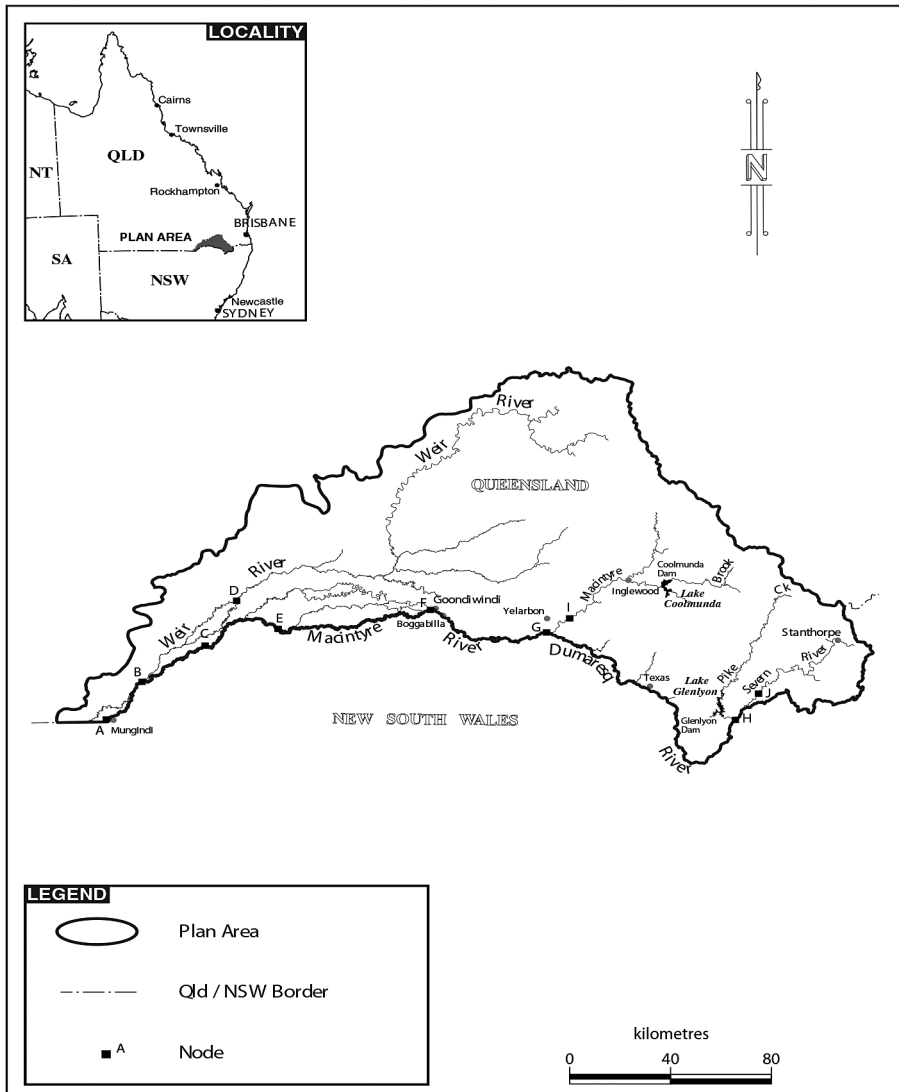 LOCALITY
Cairns
Townsville
QLD
NT
Rockhampton
BRISBANE
PLAN AREA
SA
NSW
Newcastle
SYDNEY
N
River
Weir
QUEENSLAND
River
Weir
D
Coolmunda
Dam
Brook
Macintyre
Inglewood
Lake
Coolmunda
Ck
Goondiwindi
F
Yelarbon
I
E
C
Macintyre
Boggabilla
River
G
Dumaresq
Stanthorpe
River
Severn
Pike
Texas
Lake
Glenlyon
B
Glenlyon
Dam
H
NEW SOUTH WALES
A
Mungindi
River
LEGEND
Plan Area
Qld / NSW Border
A
Node
kilometres
0 40 80